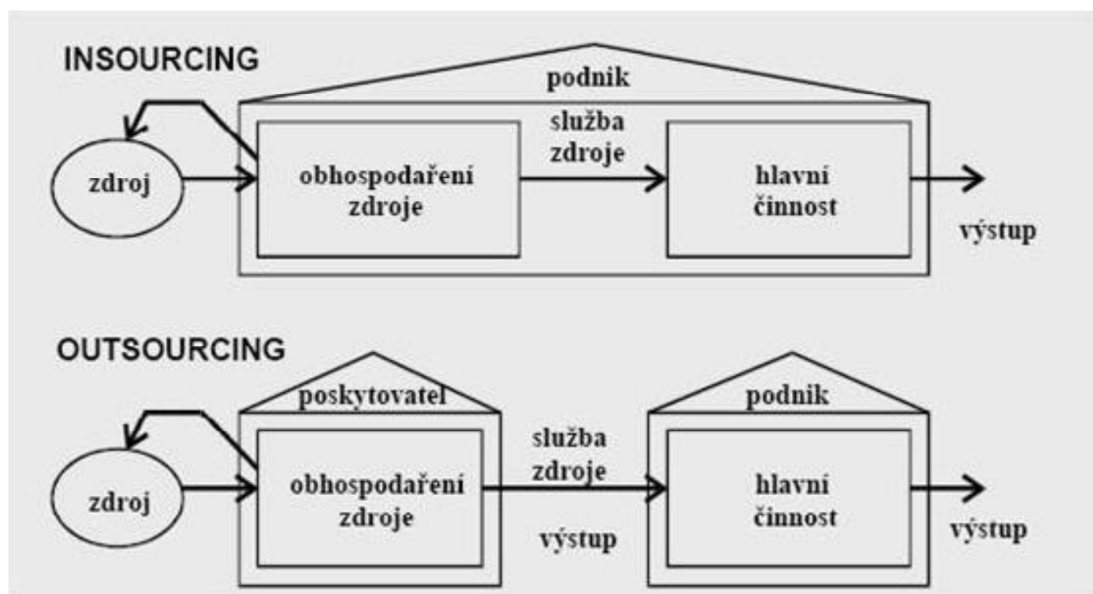 INSOURCING
podnik
služba
zdroje
zdroj
obhospodaření
zdroje
hlavní
činnost
výstup
OUTSOURCING
poskytovatel
podnik
služba
zdroje
zdroj
obhospodaření
zdroje
hlavní
činnost
výstup
výstup